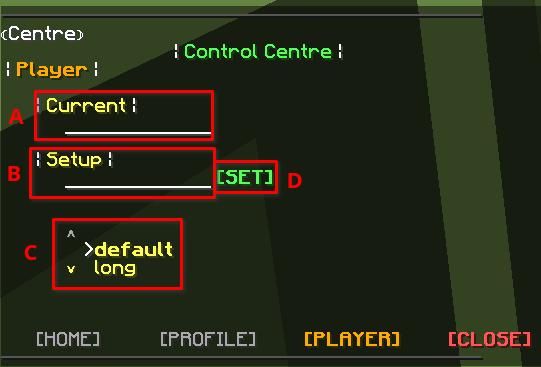 (Centre)
¦Control Centre¦
¦Player¦
A
¦Current¦
B
¦Setup¦
[SET]
D
C
^
>default
v long
[HOME] [PROFILE] [PLAYER] [CLOSE]